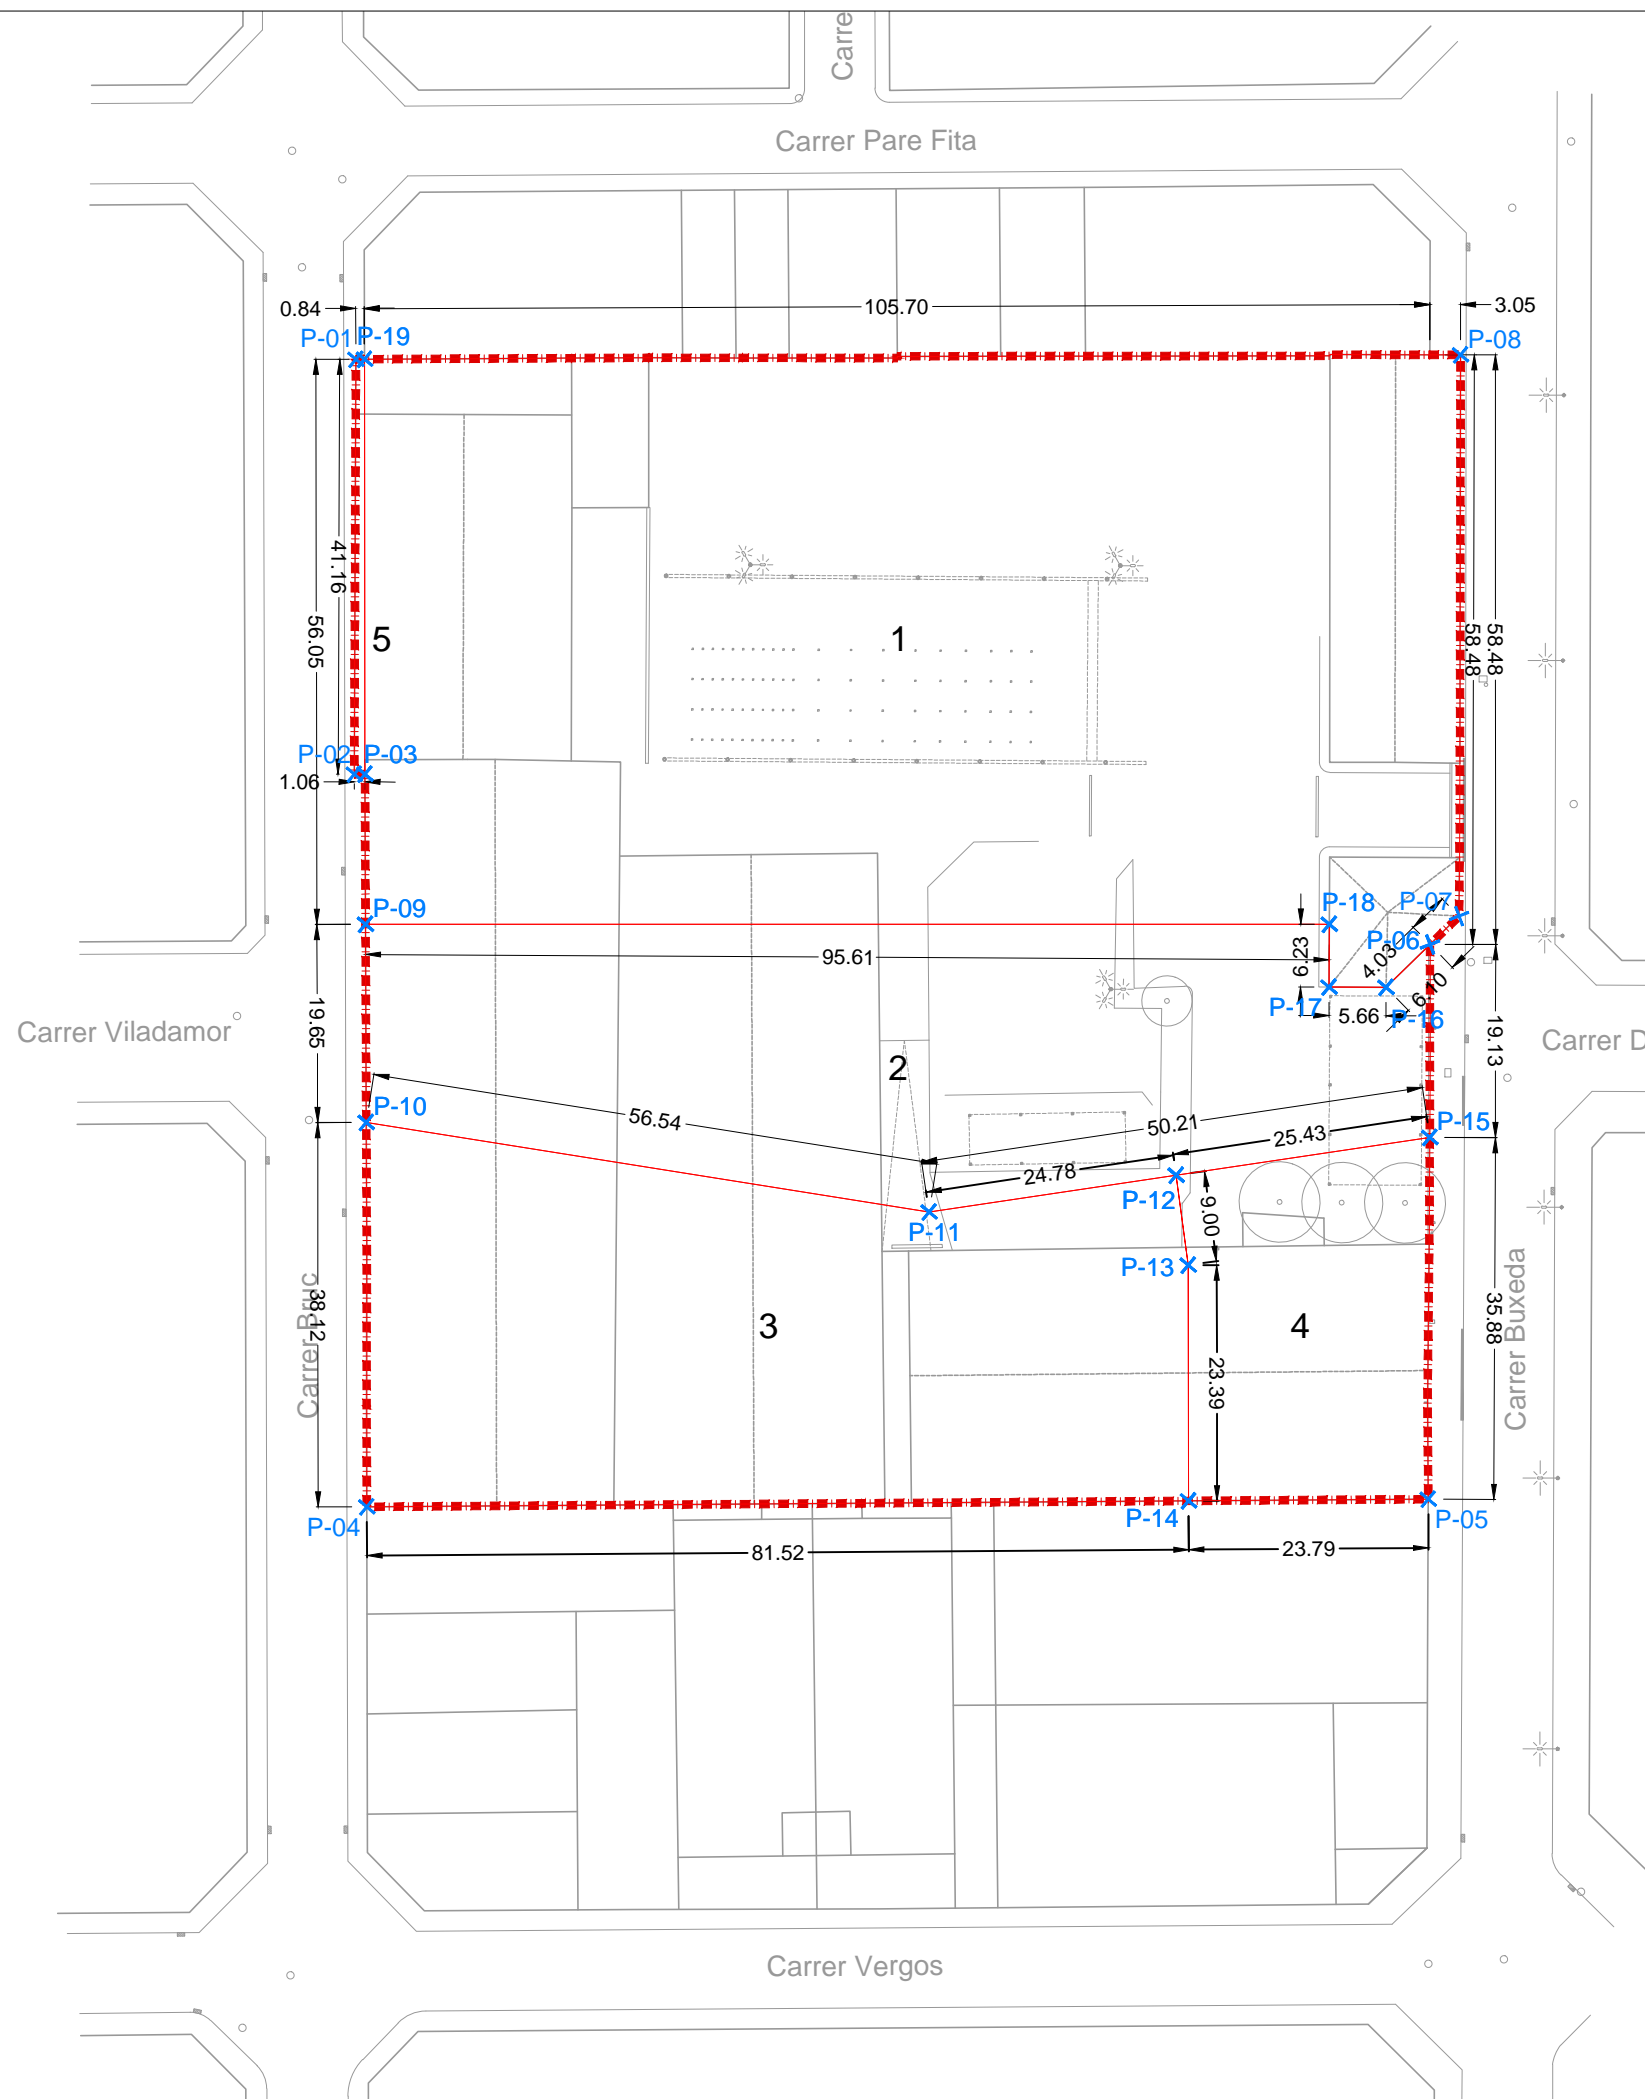 Carre
Carrer Pare Fita
0.84
105.70
3.05
P-01
P-19
P-08
41.16
56.05
5
1
58.48
58.48
P-02
P-03
1.06
P-09
P-18
P-07
P-06
6.23
4.03
6.10
95.61
P-17
5.66
P-16
19.65
19.13
Carrer Viladamor
Carrer D
2
P-10
56.54
50.21
25.43
P-15
24.78
P-12
9.00
P-11
P-13
38.12
Carrer Bruc
3
4
23.39
35.88
Carrer Buxeda
P-04
P-14
P-05
81.52
23.79
Carrer Vergos